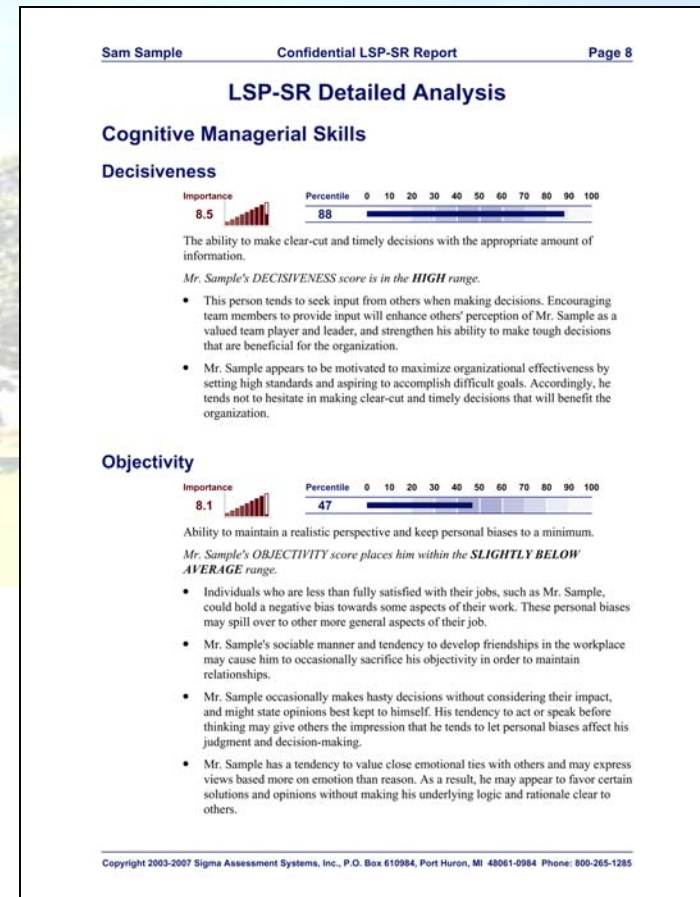 Sam Sample Confidential LSP-SR Report Page 8
LSP-SR Detailed Analysis
Cognitive Managerial Skills
Decisiveness
Importance Percentile 0 10 20 30 40 50 60 70 80 90 100
8.5 88
The ability to make clear-cut and timely decisions with the appropriate amount of
information.
Mr. Sample's DECISIVENESS score is in the HIGH range.
• This person tends to seek input from others when making decisions. Encouraging
team members to provide input will enhance others' perception of Mr. Sample as a
valued team player and leader, and strengthen his ability to make tough decisions
that are beneficial for the organization.
• Mr. Sample appears to be motivated to maximize organizational effectiveness by
setting high standards and aspiring to accomplish difficult goals. Accordingly, he
tends not to hesitate in making clear-cut and timely decisions that will benefit the
organization.
Objectivity
Importance Percentile 0 10 20 30 40 50 60 70 80 90 100
8.1 47
Ability to maintain a realistic perspective and keep personal biases to a minimum.
Mr. Sample's OBJECTIVITY score places him within the SLIGHTLY BELOW
AVERAGE range.
• Individuals who are less than fully satisfied with their jobs, such as Mr. Sample,
could hold a negative bias towards some aspects of their work. These personal biases
may spill over to other more general aspects of their job.
• Mr. Sample's sociable manner and tendency to develop friendships in the workplace
may cause him to occasionally sacrifice his objectivity in order to maintain
relationships.
• Mr. Sample occasionally makes hasty decisions without considering their impact,
and might state opinions best kept to himself. His tendency to act or speak before
thinking may give others the impression that he tends to let personal biases affect his
judgment and decision-making.
• Mr. Sample has a tendency to value close emotional ties with others and may express
views based more on emotion than reason. As a result, he may appear to favor certain
solutions and opinions without making his underlying logic and rationale clear to
others.
Copyright 2003-2007 Sigma Assessment Systems, Inc., P.O. Box 610984, Port Huron, MI 48061-0984 Phone: 800-265-1285